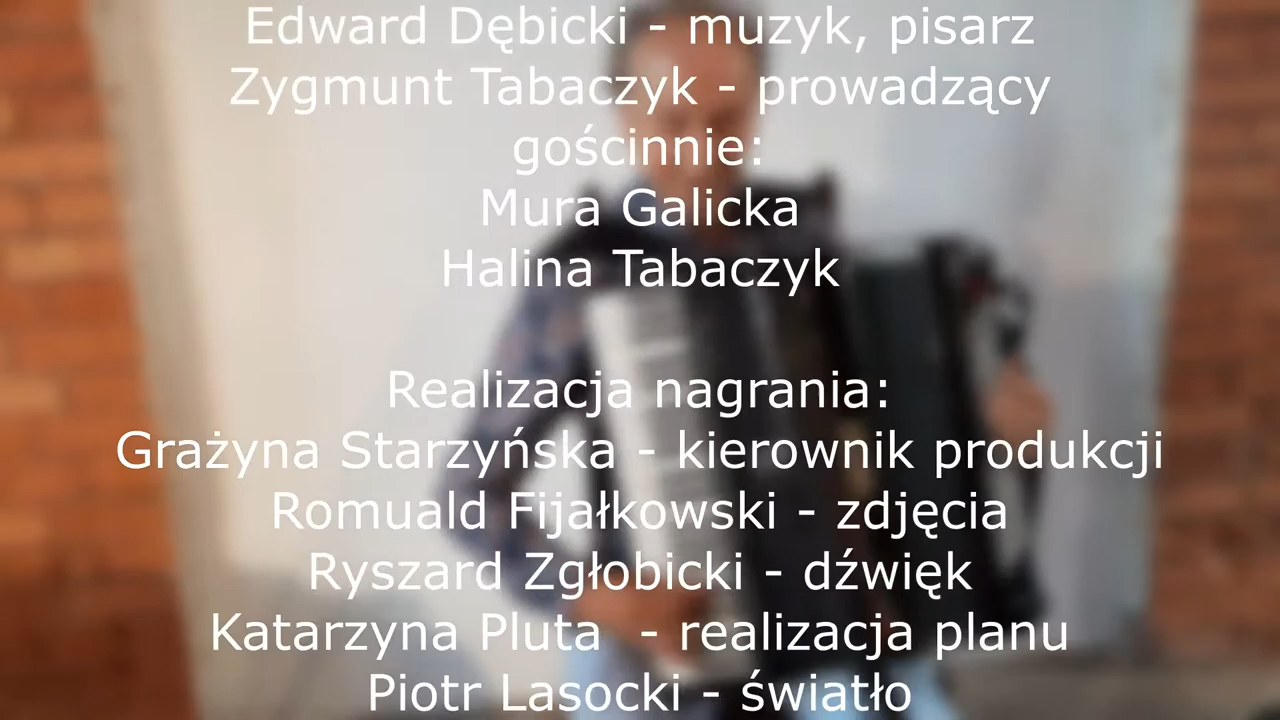 Edward Dębicki - muzyk, pisarz
Zygmunt Tabaczyk - prowadzący
gościnnie:
Mura Galicka
Halina Tabaczyk
Realizacja nagrania:
Grażyna Starzyńska - kierownik produkcji
Romuald Fijałkowski - zdjęcia
Ryszard Zgłobicki - dźwięk
Katarzyna Pluta  - realizacja planu
Piotr Lasocki - światło